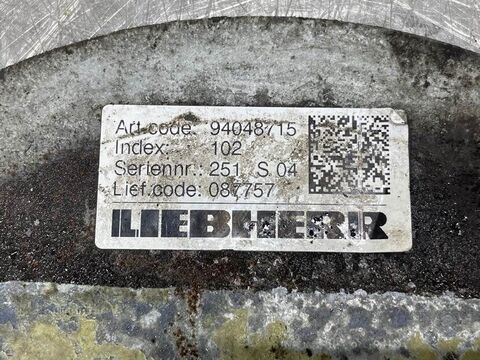 Art.code: 94048715
Index: 102
Seriennr.: 251 S 04
Lief.code: 087757
LIEBHERR